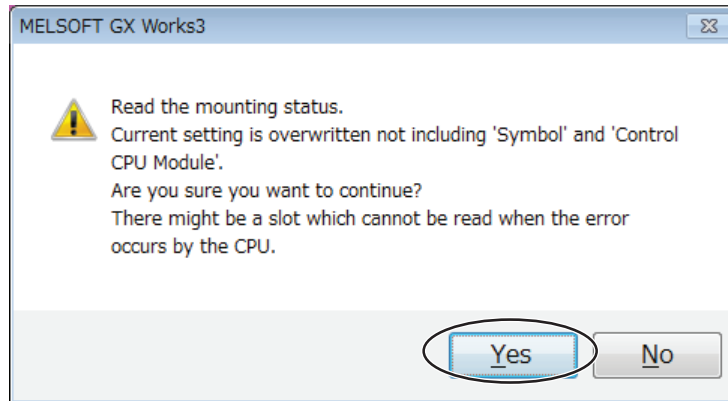 MELSOFT GX Works3
Read the mounting status.
Current setting is overwritten not including 'Symbol' and 'Control
CPU Module'.
Are you sure you want to continue?
There might be a slot which cannot be read when the error
occurs by the CPU.
Yes No